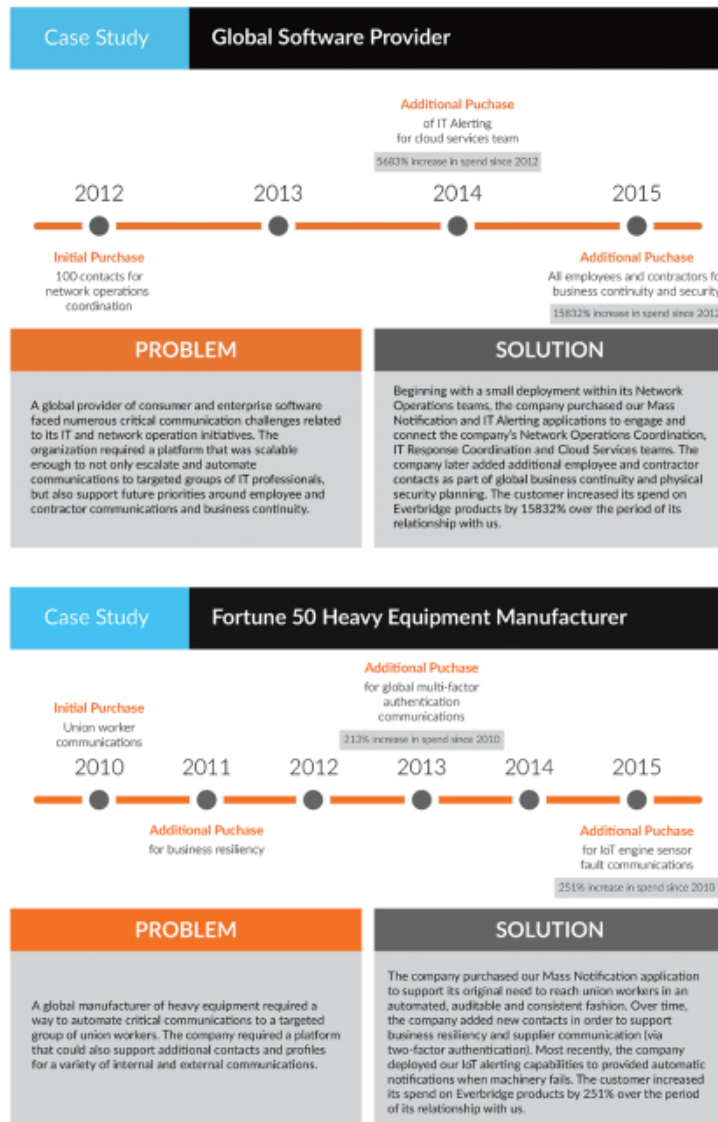 Case Study
Global Software Provider
Additional Puchase
of IT Alerting
for cloud services team
5683% increase in spend since 2012
2012
2013
2014
2015
Initial Purchase
100 contacts for
network operations
coordination
Additional Puchase
All employees and contractors fo
business continuity and security
15832% increase in spend since 2012
PROBLEM
A global provider of consumer and enterprise software
faced numerous critical communication challenges related
to its IT and network operation initiatives. The
organization required a platform that was scalable
enough to not only escalate and automate
communications to targeted groups of IT professionals,
but also support future priorities around employee and
contractor communications and business continuity.
SOLUTION
Beginning with a small deployment within its Network
Operations teams, the company purchased our Mass
Notification and IT Alerting applications to engage and
connect the company's Network Operations Coordination,
IT Response Coordination and Cloud Services teams. The
company later added additional employee and contractor
contacts as part of global business continuity and physical
security planning. The customer increased its spend on
Everbridge products by 15832% over the period of its
relationship with us.
Case Study
Fortune 50 Heavy Equipment Manufacturer
Initial Purchase
Union worker
communications
Additional Puchase
for global multi-factor
authentication
communications
213% increase in spend since 2010
2010
2011
2012
2013
2014
2015
Additional Puchase
for business resiliency
Additional Puchase
for IoT engine sensor
fault communications
251% increase in spend since 2010
PROBLEM
A global manufacturer of heavy equipment required a
way to automate critical communications to a targeted
group of union workers. The company required a platform
that could also support additional contacts and profiles
for a variety of internal and external communications.
SOLUTION
The company purchased our Mass Notification application
to support its original need to reach union workers in an
automated, auditable and consistent fashion. Over time,
the company added new contacts in order to support
business resiliency and supplier communication (via
two-factor authentication). Most recently, the company
deployed our IoT alerting capabilities to provided automatic
notifications when machinery fails. The customer increased
its spend on Everbridge products by 251% over the period
of its relationship with us.